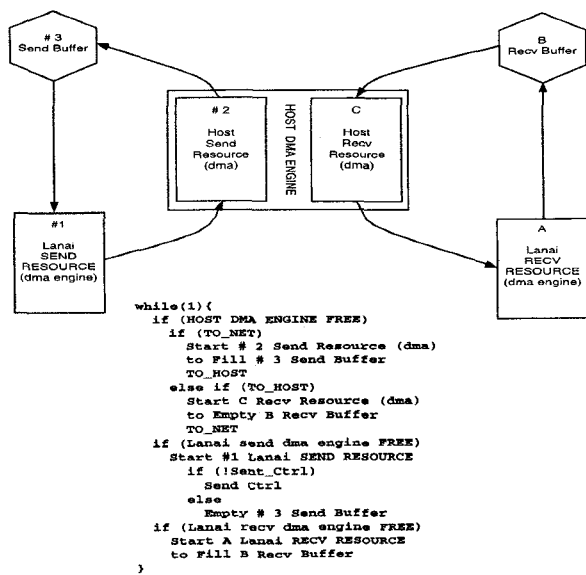 # 3
Send Buffer
B
Recv Buffer
# 2
Host
Send
Resource
(dma)
HOST DMA ENGINE
C
Host
Recv
Resource
(dma)
#1
Lanai
SEND
RESOURCE
(dma engine)
A
Lanai
RECV
RESOURCE
(dma engine)
while(1){
if (HOST DMA ENGINE FREE)
if (TO_NET)
Start # 2 Send Resource (dma)
to Fill # 3 Send Buffer
TO_HOST
else if (TO_HOST)
Start C Recv Resource (dma)
to Empty B Recv Buffer
TO_NET
if (Lanai send dma engine FREE)
Start #1 Lanai SEND RESOURCE
if (!Sent_Ctrl)
Send Ctrl
else
Empty # 3 Send Buffer
if (Lanai recv dma engine FREE)
Start A Lanai RECV RESOURCE
to Fill B Recv Buffer
}